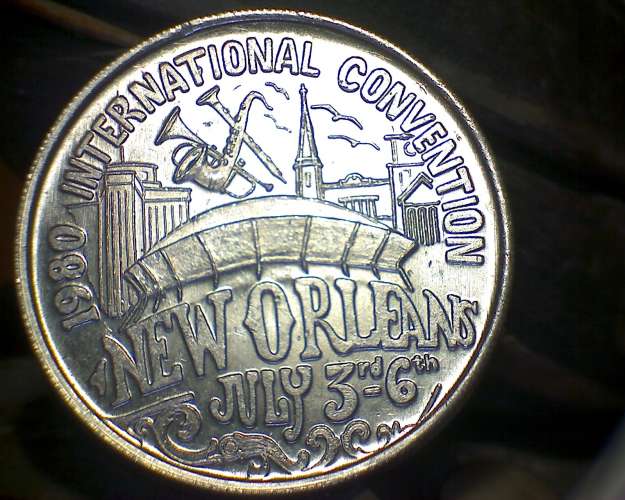 1980 INTERNATIONAL CONVENTION
NEW ORLEANS
JULY 3rd-6th